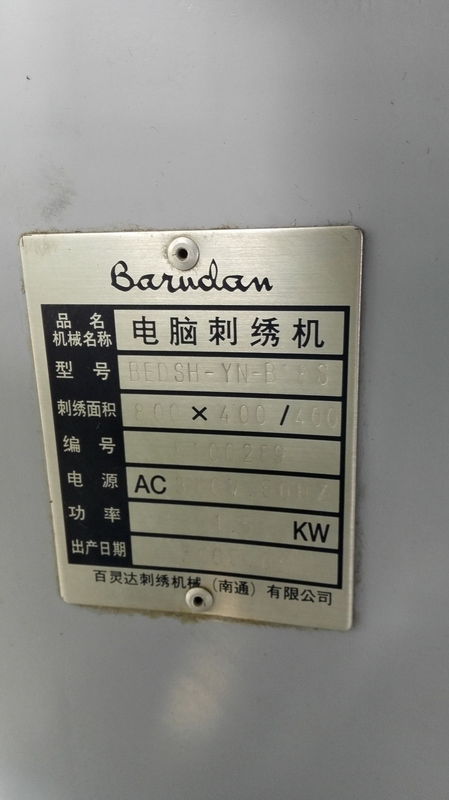 Barudan
品名
机械名称
电脑刺绣机
型号
刺绣面积 800 × 400 / 400
编号
电源 AC
功率 KW
出产日期
百灵达刺绣机械(南通)有限公司